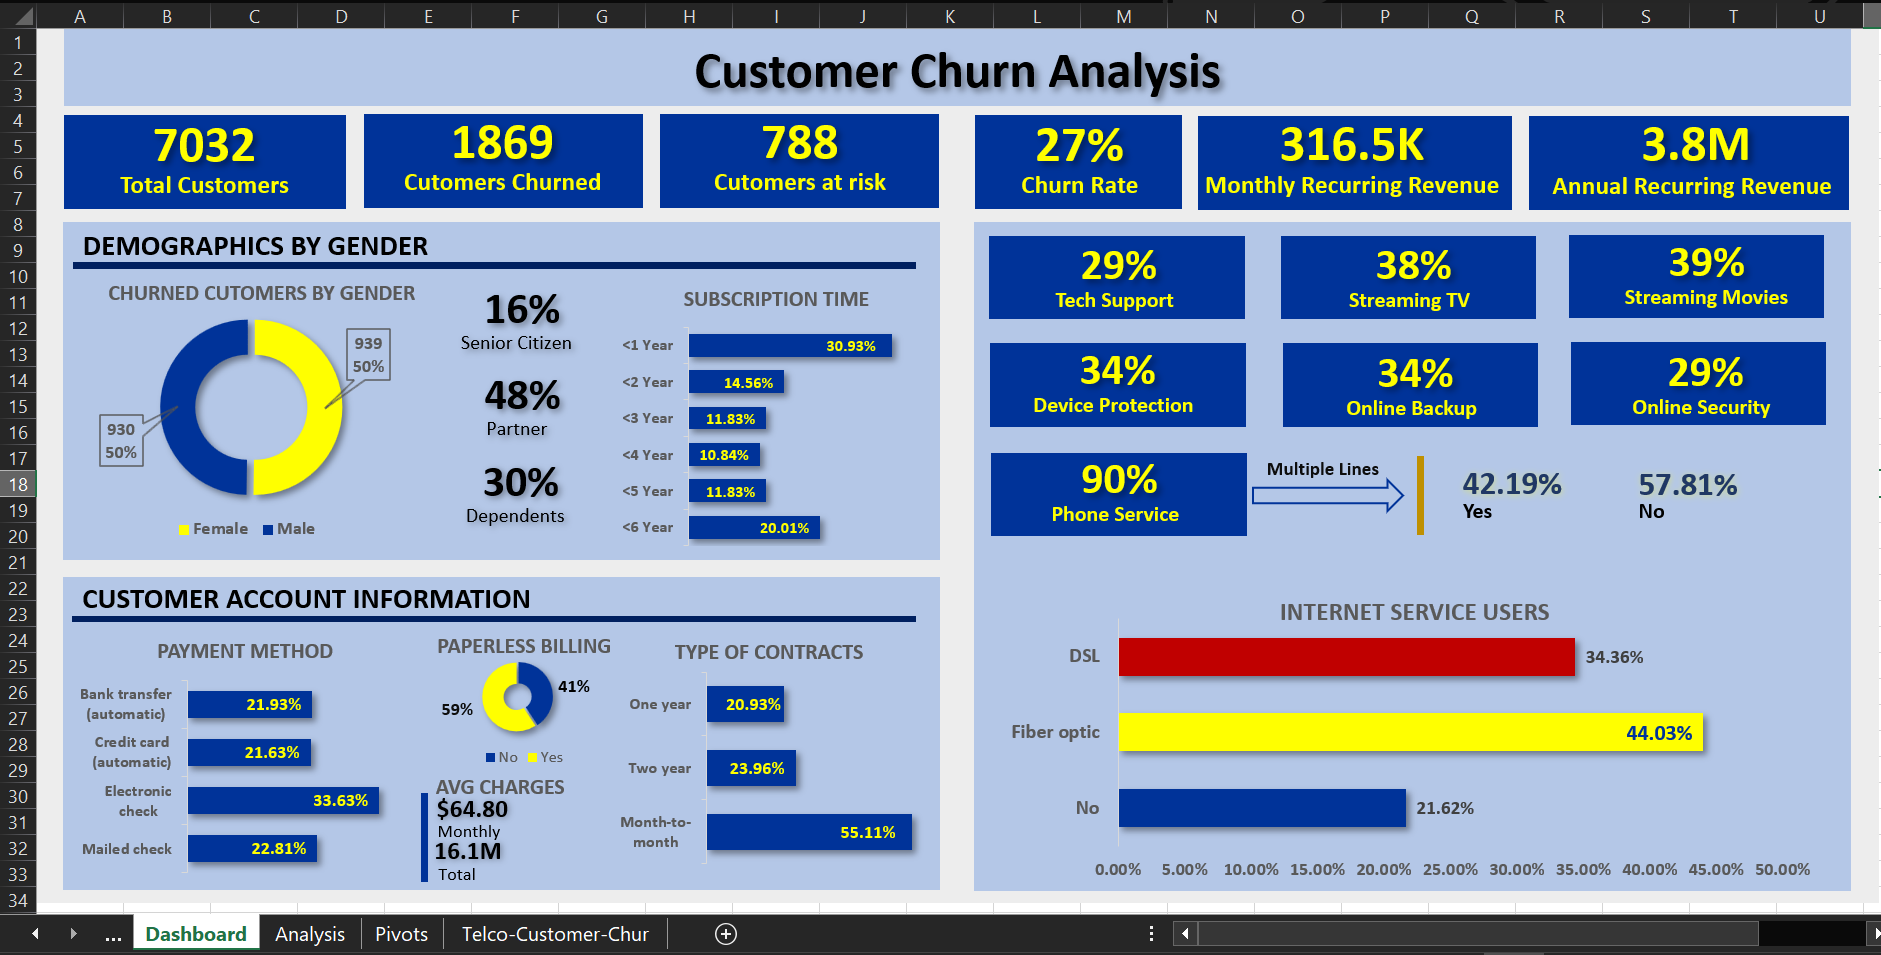 A B C D E F G H I J K L M N O P Q R S T U
1
2
3
4
5
6
7
8
9
10
11
12
13
14
15
16
17
18
19
20
21
22
23
24
25
26
27
28
29
30
31
32
33
34
Customer Churn Analysis
7032
Total Customers
1869
Cutomers Churned
788
Cutomers at risk
27%
Churn Rate
316.5K
Monthly Recurring Revenue
3.8M
Annual Recurring Revenue
DEMOGRAPHICS BY GENDER
CHURNED CUTOMERS BY GENDER
939
50%
930
50%
Female Male
16%
Senior Citizen
48%
Partner
30%
Dependents
SUBSCRIPTION TIME
<1 Year 30.93%
<2 Year 14.56%
<3 Year 11.83%
<4 Year 10.84%
<5 Year 11.83%
<6 Year 20.01%
CUSTOMER ACCOUNT INFORMATION
PAYMENT METHOD
Bank transfer
(automatic)
21.93%
Credit card
(automatic)
21.63%
Electronic
check
33.63%
Mailed check 22.81%
PAPERLESS BILLING
41%
59%
No Yes
AVG CHARGES
$64.80
Monthly
16.1M
Total
TYPE OF CONTRACTS
One year 20.93%
Two year 23.96%
Month-to-
month
55.11%
29%
Tech Support
38%
Streaming TV
39%
Streaming Movies
34%
Device Protection
34%
Online Backup
29%
Online Security
90%
Phone Service
Multiple Lines
42.19%
Yes
57.81%
No
INTERNET SERVICE USERS
DSL 34.36%
Fiber optic 44.03%
No 21.62%
0.00% 5.00% 10.00% 15.00% 20.00% 25.00% 30.00% 35.00% 40.00% 45.00% 50.00%
... Dashboard Analysis Pivots Telco-Customer-Chur